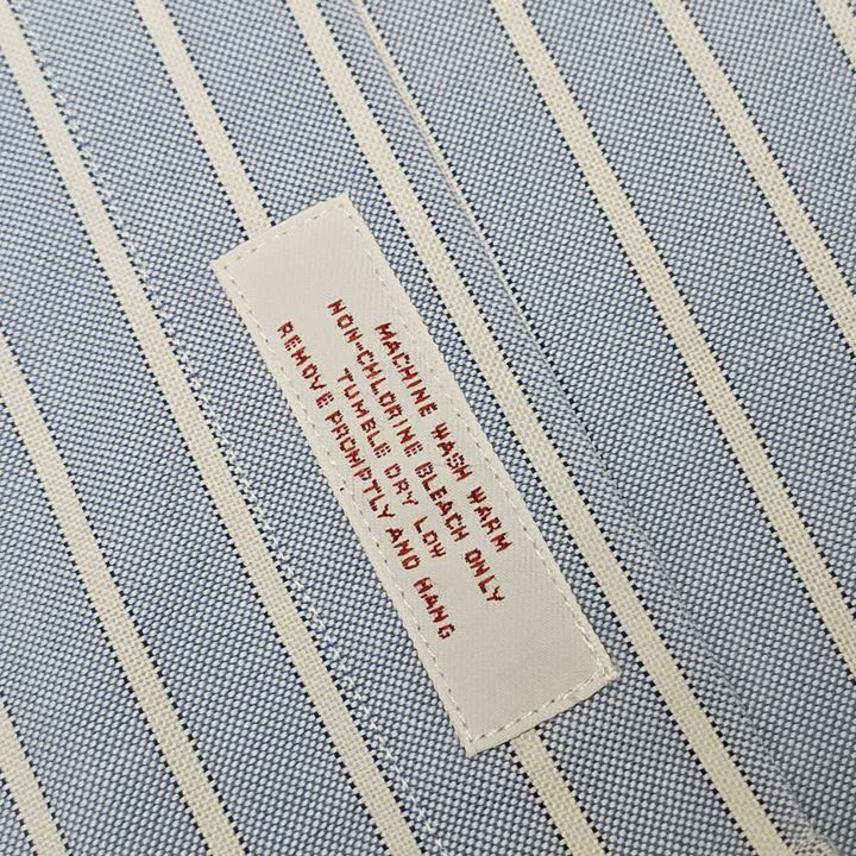 MACHINE WASH WARM
NON-CHLORINE BLEACH ONLY
TUMBLE DRY LOW
REMOVE PROMPTLY AND HANG